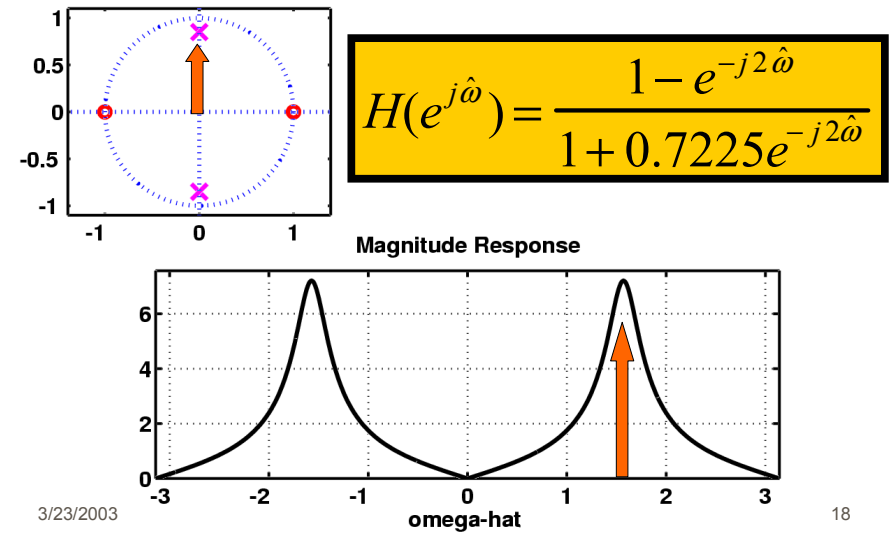 1
0.5
0
-0.5
-1
-1 0 1
H(e^{jω̂}) = \frac{1 - e^{-j2ω̂}}{1 + 0.7225e^{-j2ω̂}}
Magnitude Response
6
4
2
0
-3 -2 -1 0 1 2 3
omega-hat
3/23/2003
18